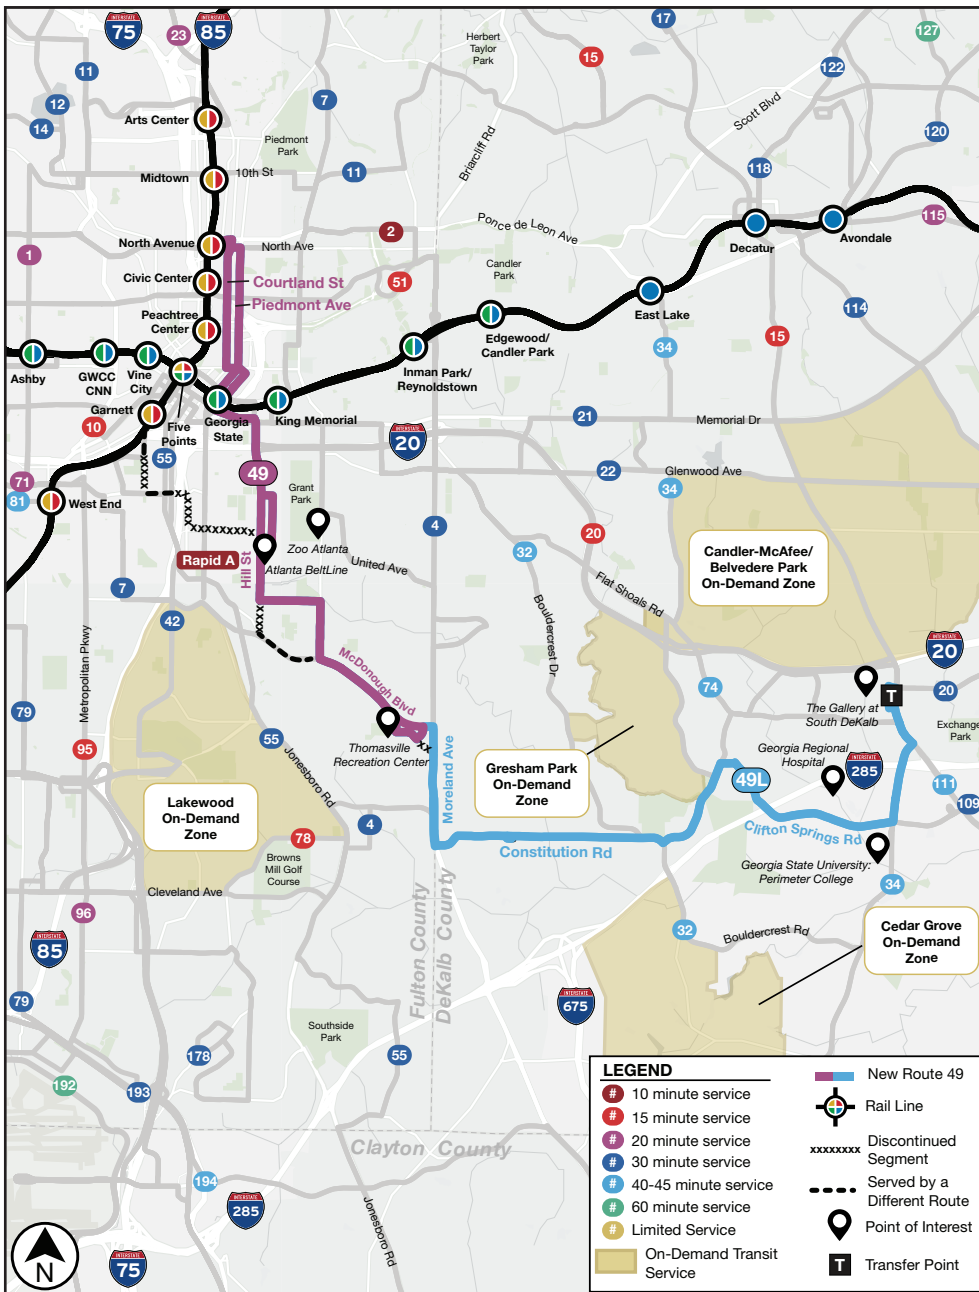 INTERSTATE
75
INTERSTATE
85
23
17
127
Herbert
Taylor
Park
15
11
7
122
12
14
Arts Center
Scott Blvd
120
Piedmont
Park
Briarcliff Rd
Midtown
10th St
11
118
115
North Avenue
North Ave
2
Ponce de Leon Ave
Decatur
Avondale
1
Civic Center
Courtland St
51
Candler
Park
Piedmont Ave
East Lake
114
Peachtree
Center
15
Edgewood/
Candler Park
34
Ashby
GWCC
CNN
Vine
City
Inman Park/
Reynoldstown
Garnett
Five
Points
Georgia
State
King Memorial
10
21
Memorial Dr
INTERSTATE
20
55
71
81
West End
49
22
Glenwood Ave
34
Grant
Park
4
20
Zoo Atlanta
32
Rapid A
Hill St
Atlanta BeltLine
United Ave
Candler-McAfee/
Belvedere Park
On-Demand Zone
Flat Shoals Rd
7
42
Bouldercrest Dr
INTERSTATE
20
Metropolitan Pkwy
McDonough Blvd
74
T
20
79
The Gallery at
South DeKalb
Exchange
Park
95
55
Thomasville
Recreation Center
Moreland Ave
Georgia Regional
Hospital
INTERSTATE
285
Jonesboro Rd
Gresham Park
On-Demand
Zone
49L
111
109
Lakewood
On-Demand
Zone
4
78
Clifton Springs Rd
Constitution Rd
Browns
Mill Golf
Course
Georgia State University:
Perimeter College
Cleveland Ave
34
96
Fulton County
DeKalb County
32
Bouldercrest Rd
Cedar Grove
On-Demand
Zone
INTERSTATE
85
79
INTERSTATE
675
Southside
Park
178
55
192
193
Clayton County
194
INTERSTATE
285
Jonesboro Rd
INTERSTATE
75
N
LEGEND
# 10 minute service
# 15 minute service
# 20 minute service
# 30 minute service
# 40-45 minute service
# 60 minute service
# Limited Service
On-Demand Transit
Service
New Route 49
Rail Line
xxxxxxxx
Discontinued
Segment
Served by a
Different Route
Point of Interest
T Transfer Point